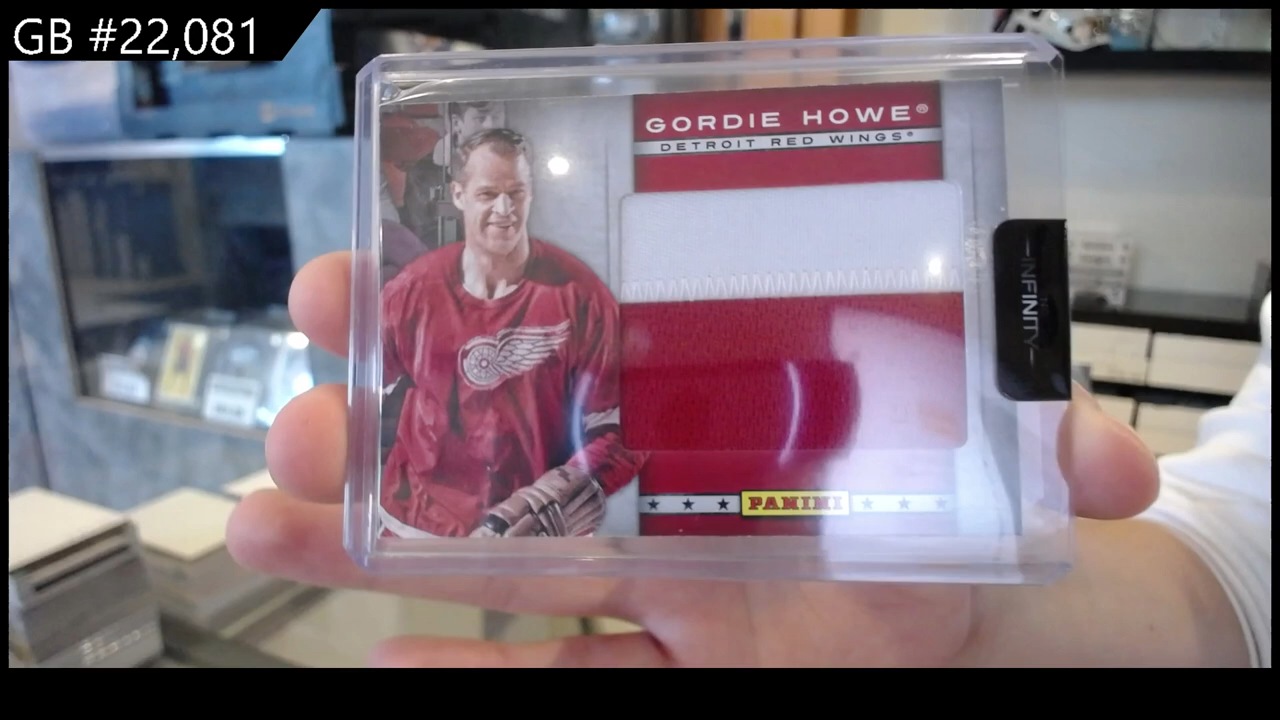 GB #22,081
GORDIE HOWE®
DETROIT RED WINGS®
PANINI
INFINITY